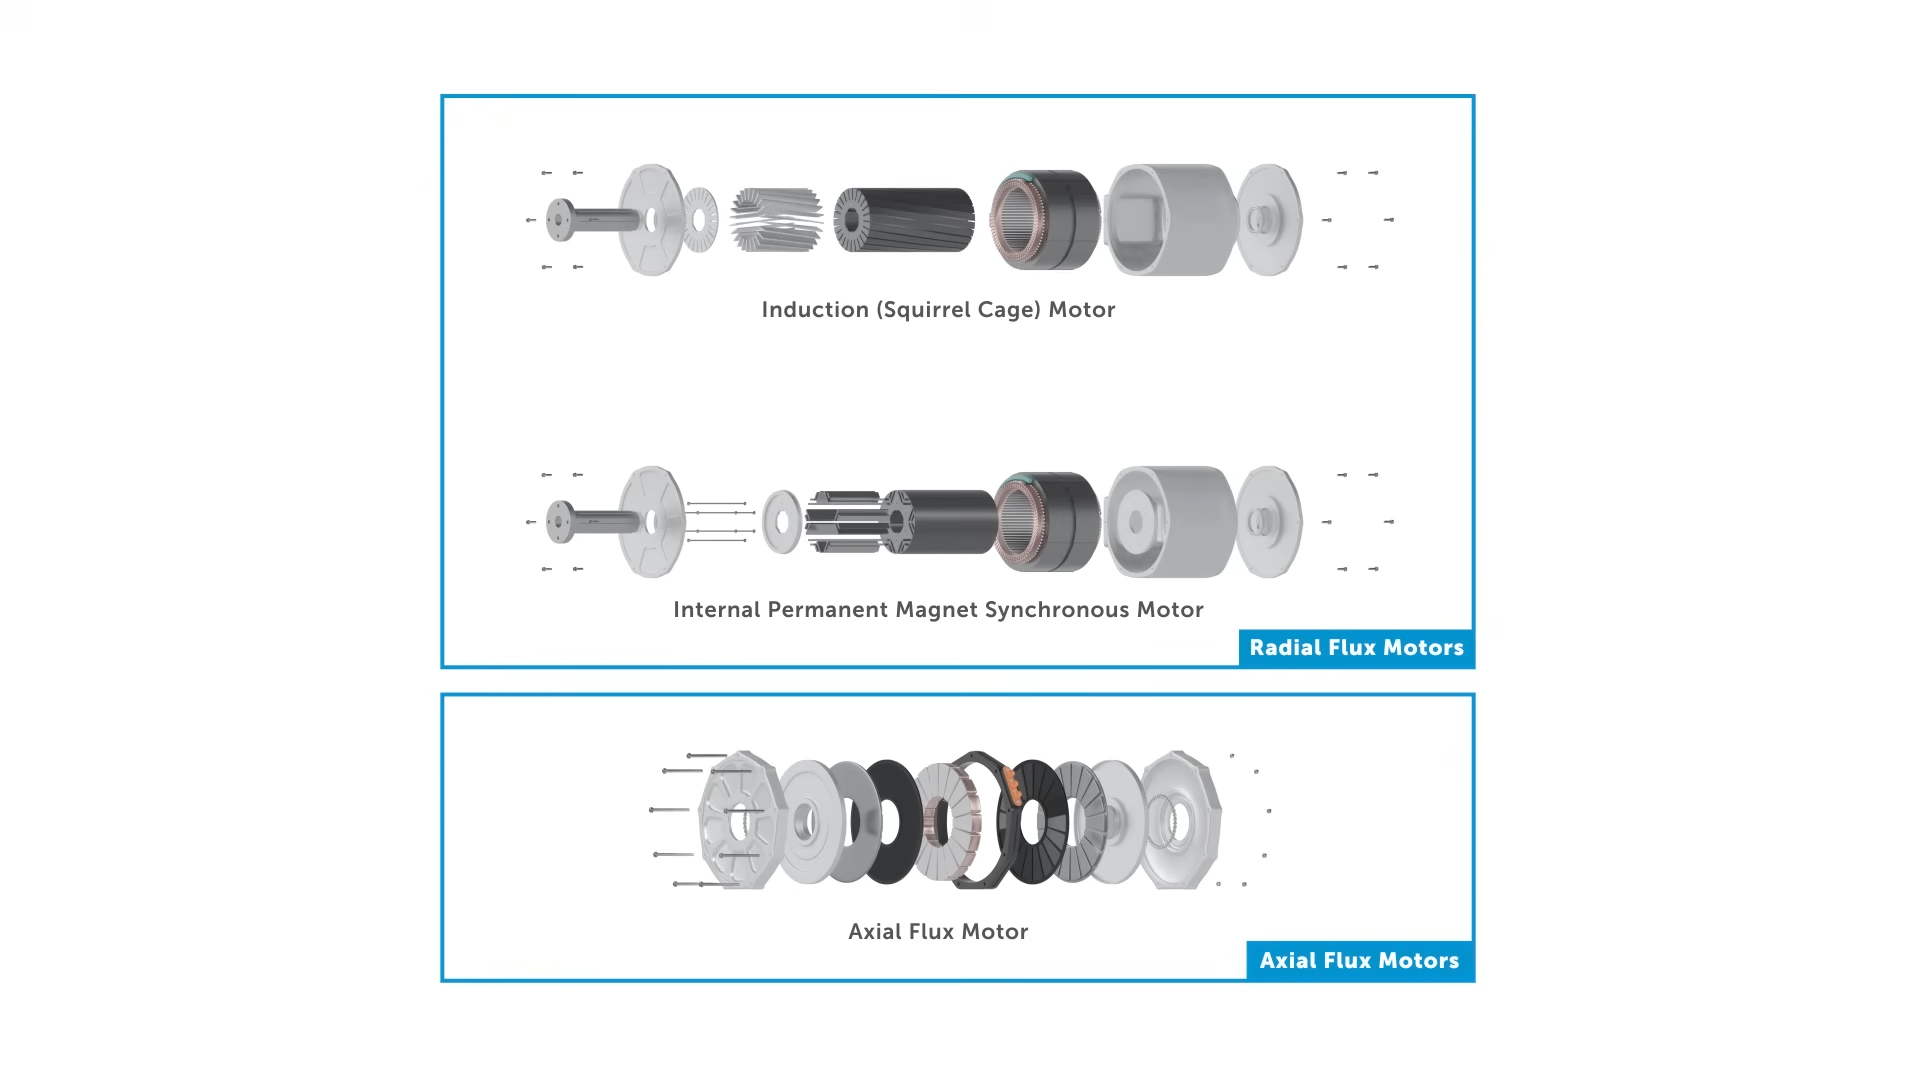 Induction (Squirrel Cage) Motor
Internal Permanent Magnet Synchronous Motor
Radial Flux Motors
Axial Flux Motor
Axial Flux Motors